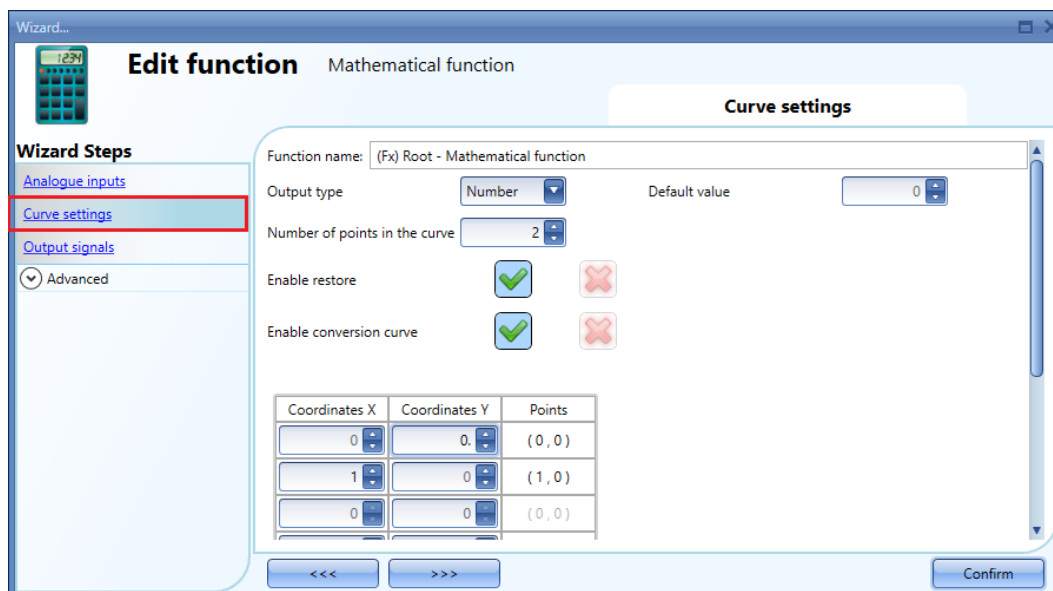 Wizard...
1234
Edit function Mathematical function
Curve settings
Wizard Steps
Analogue inputs
Curve settings
Output signals
Advanced
Function name: (Fx) Root - Mathematical function
Output type Number Default value 0
Number of points in the curve 2
Enable restore
Enable conversion curve
Coordinates X Coordinates Y Points
0 0. (0,0)
1 0 (1,0)
0 0 (0,0)
<<< >>> Confirm